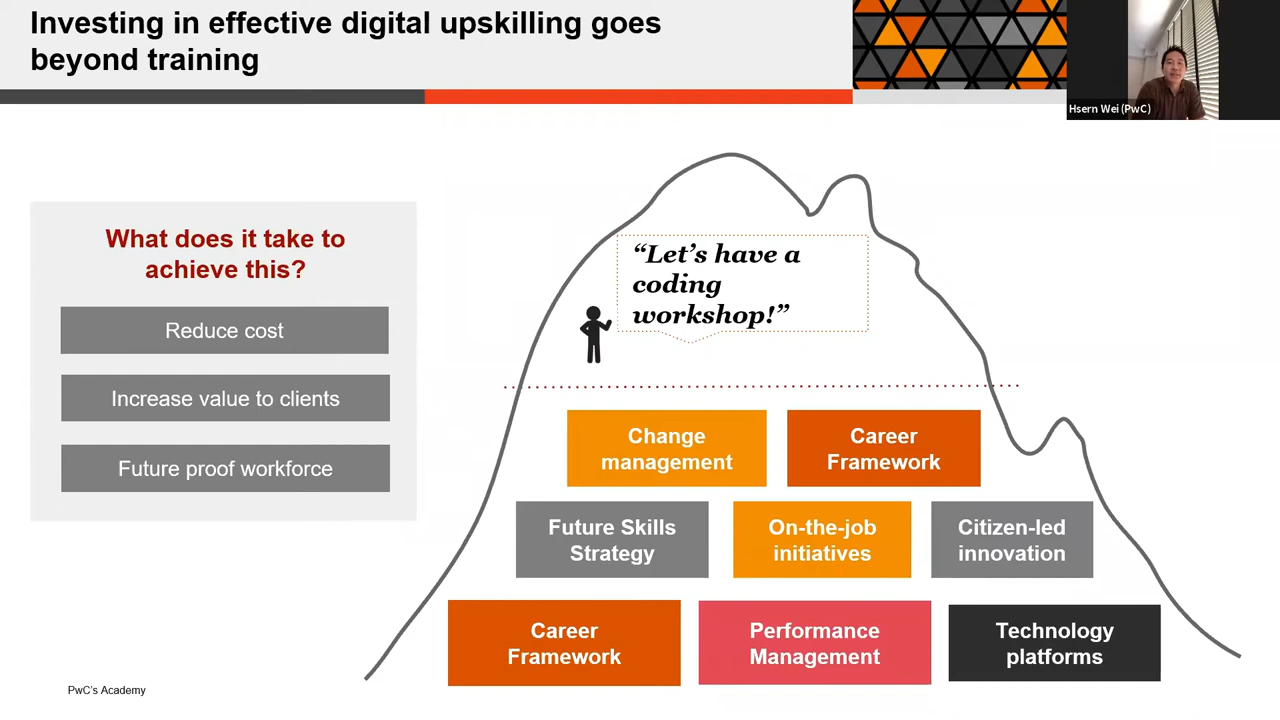 Investing in effective digital upskilling goes
beyond training
Hsern Wei (PwC)
What does it take to
achieve this?
Reduce cost
Increase value to clients
Future proof workforce
“Let’s have a
coding
workshop!”
Change
management
Career
Framework
Future Skills
Strategy
On-the-job
initiatives
Citizen-led
innovation
Career
Framework
Performance
Management
Technology
platforms
PwC’s Academy